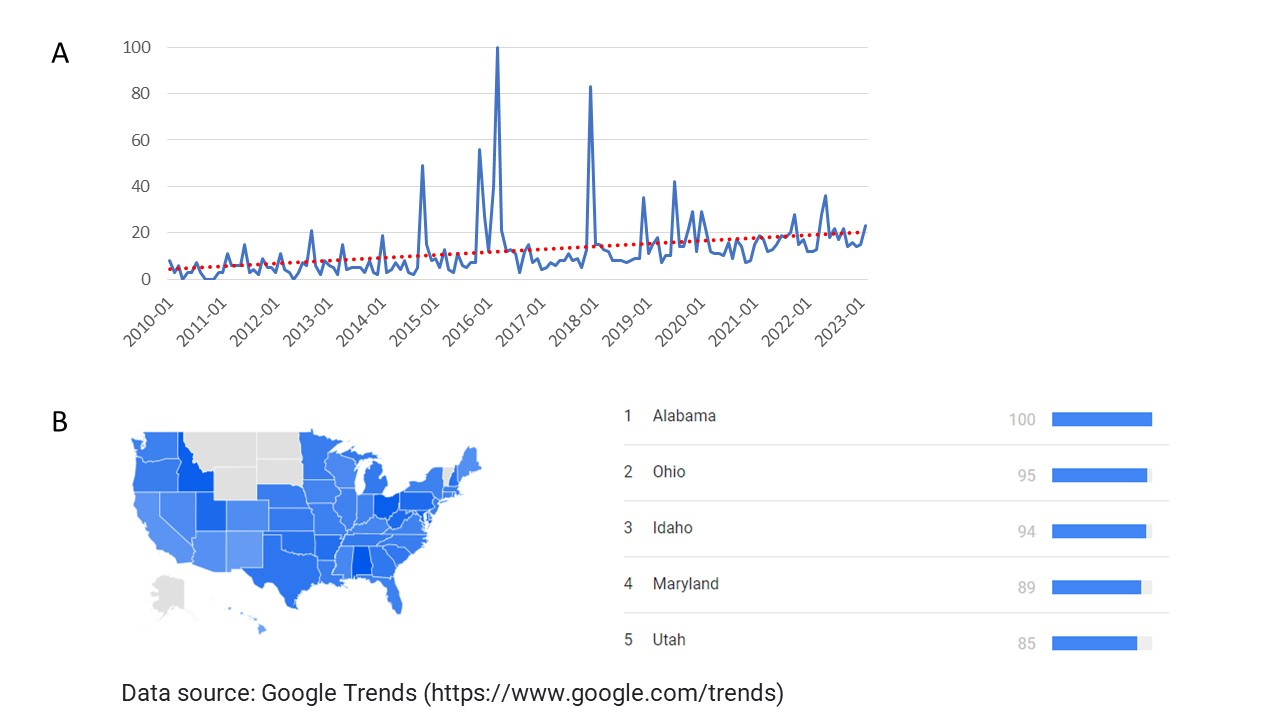 A
100
80
60
40
20
0
2010-01
2011-01
2012-01
2013-01
2014-01
2015-01
2016-01
2017-01
2018-01
2019-01
2020-01
2021-01
2022-01
2023-01
B
1 Alabama 100
2 Ohio 95
3 Idaho 94
4 Maryland 89
5 Utah 85
Data source: Google Trends (https://www.google.com/trends)